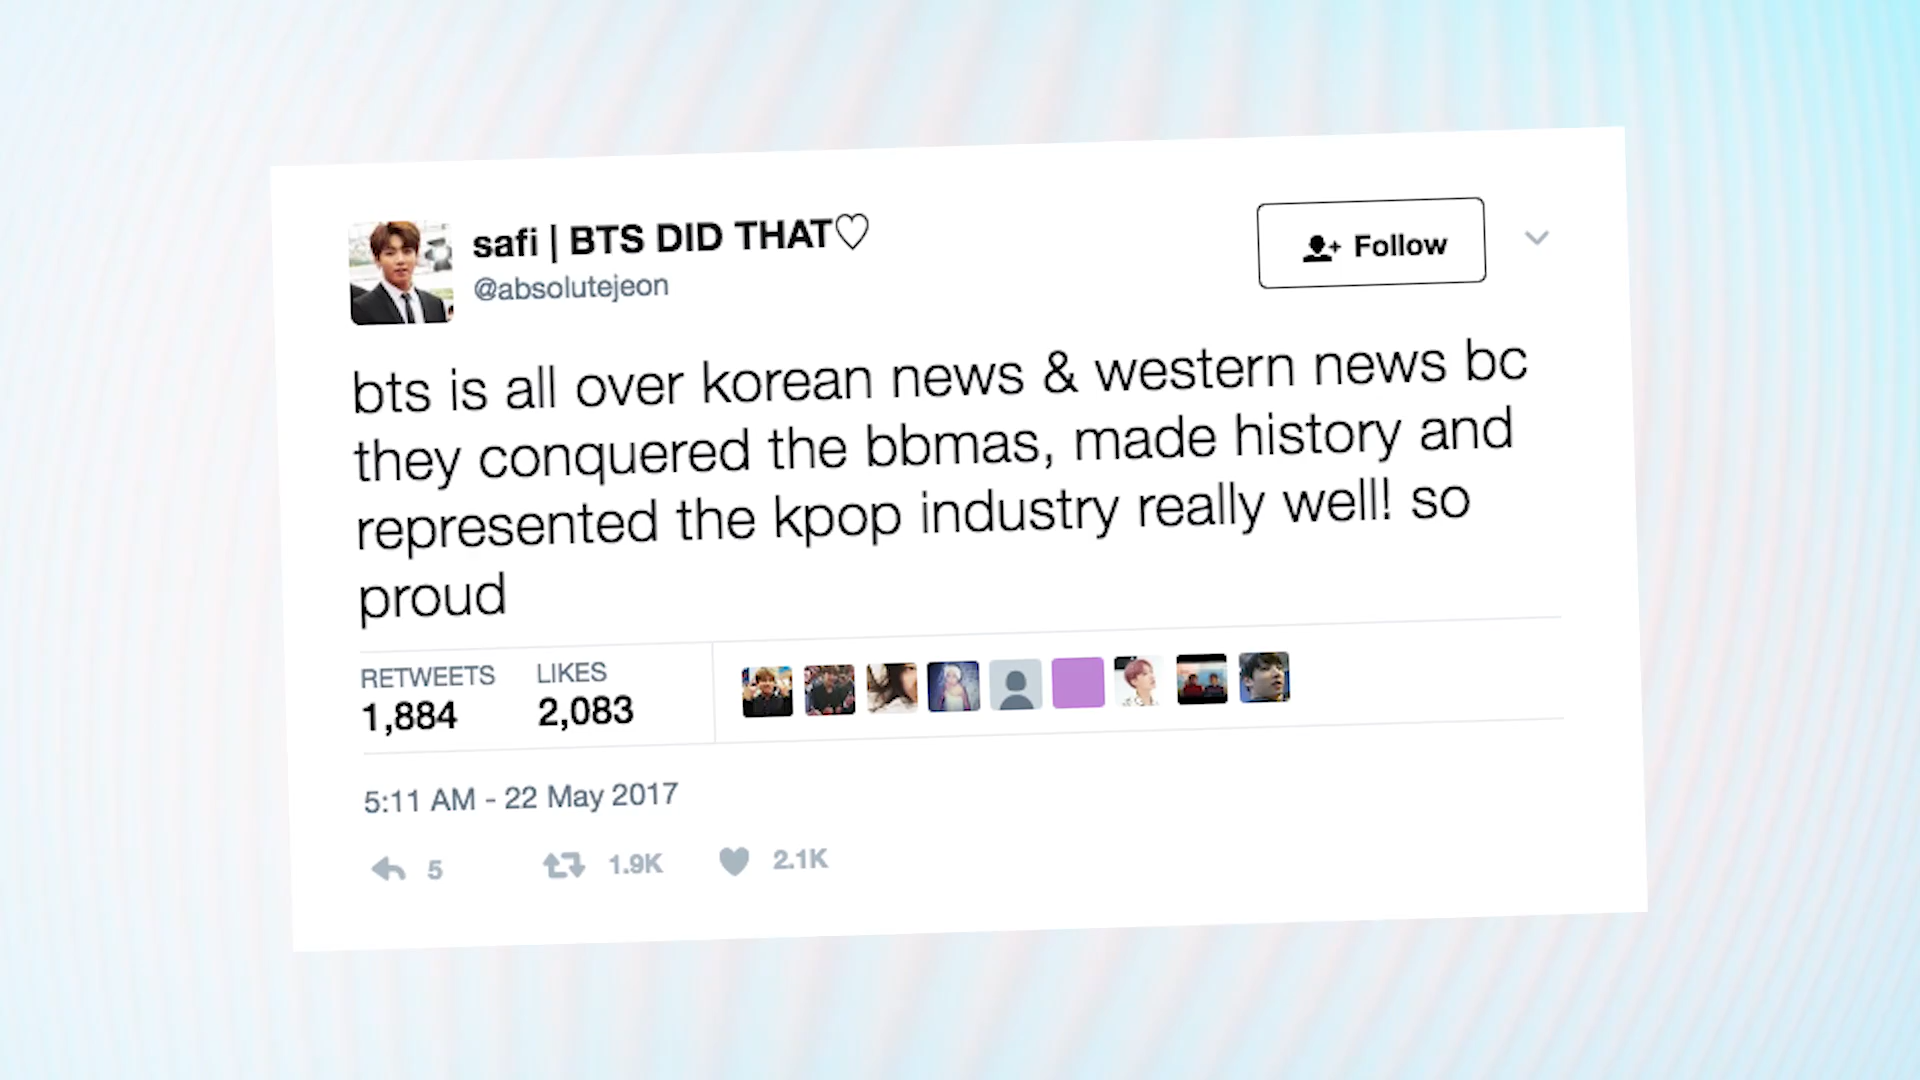 safi | BTS DID THAT♡
@absolutejeon
Follow
bts is all over korean news & western news bc
they conquered the bbmas, made history and
represented the kpop industry really well! so
proud
RETWEETS LIKES
1,884 2,083
5:11 AM - 22 May 2017
5 1.9K 2.1K